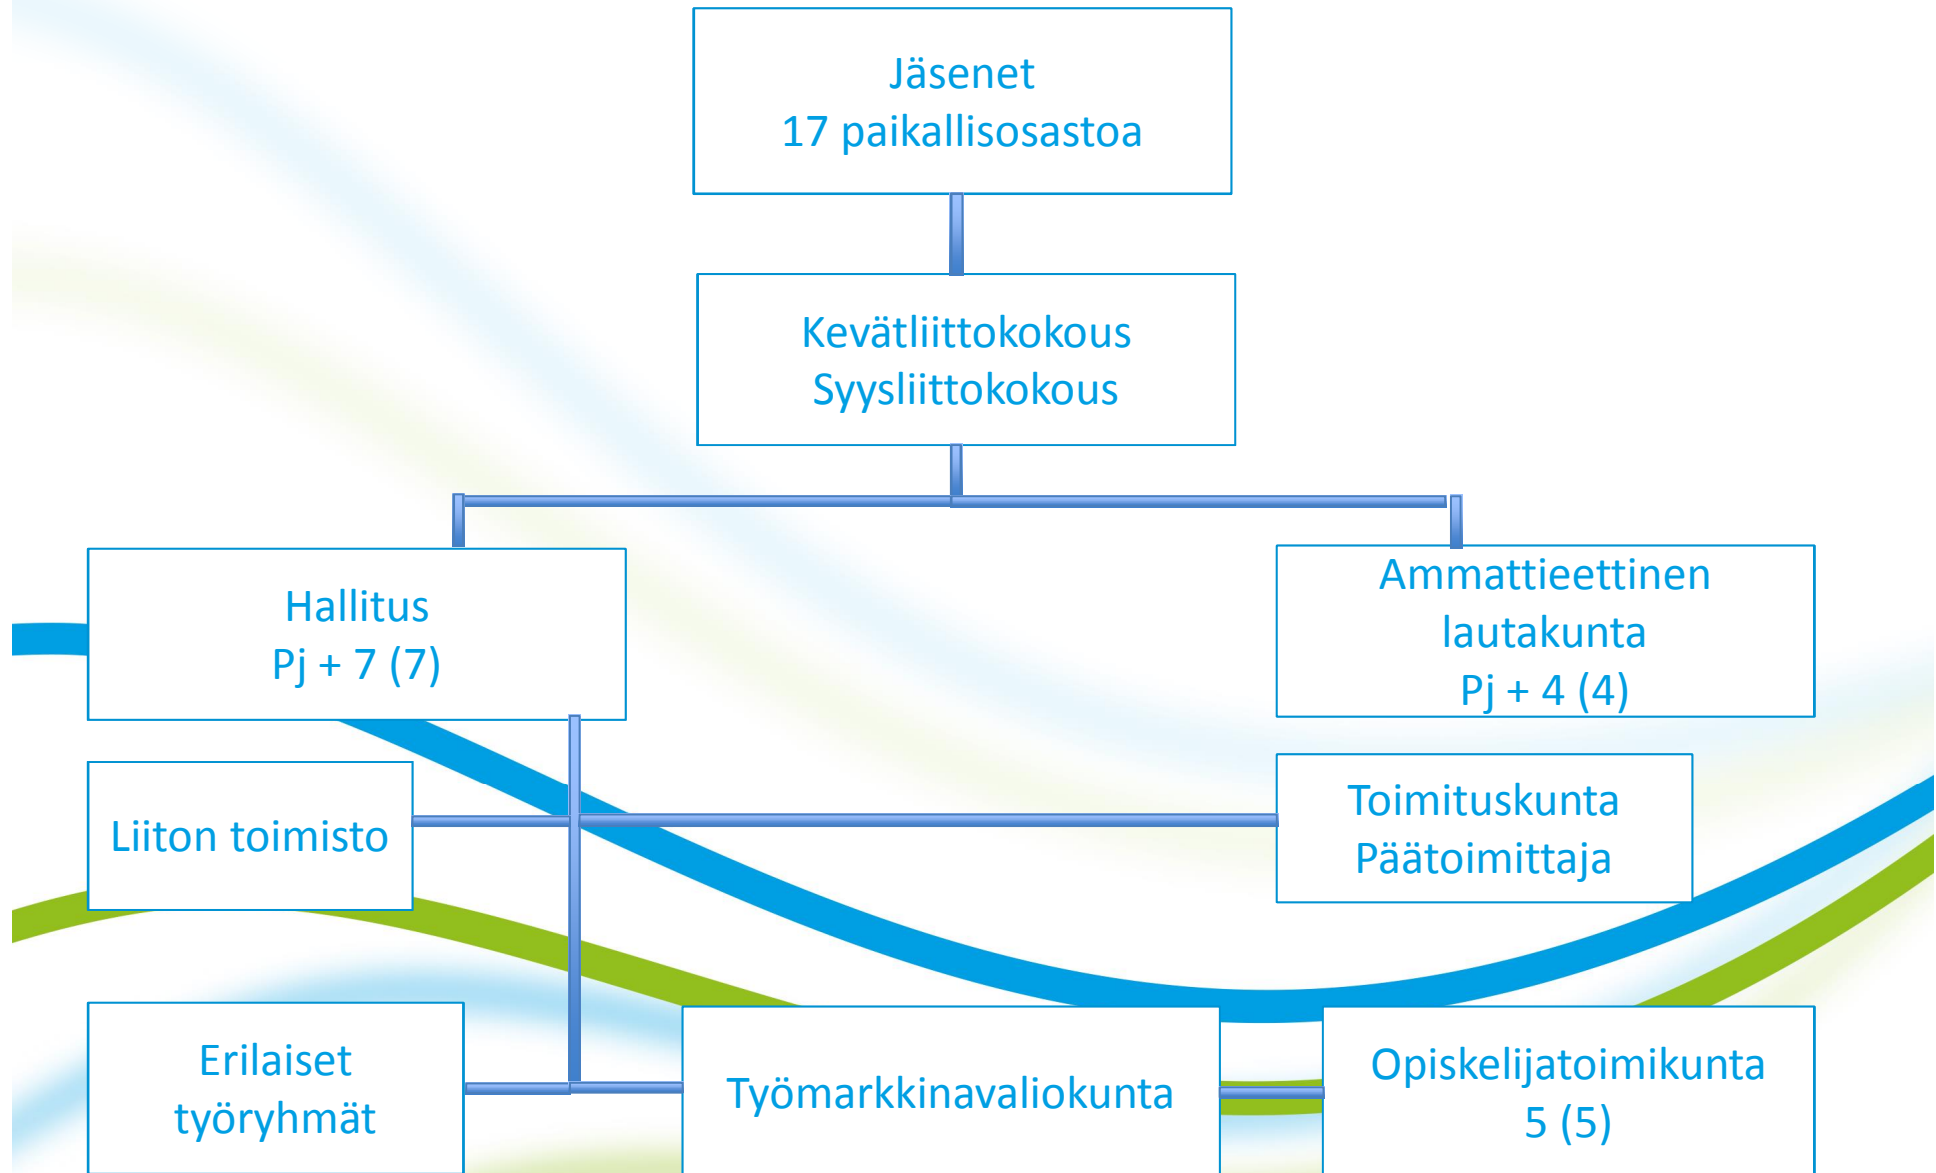 Jäsenet
17 paikallisosastoa
Kevätliittokokous
Syysliittokokous
Hallitus
Pj + 7 (7)
Ammattieettinen
lautakunta
Pj + 4 (4)
Liiton toimisto
Toimituskunta
Päätoimittaja
Erilaiset
työryhmät
Työmarkkinavaliokunta
Opiskelijatoimikunta
5 (5)